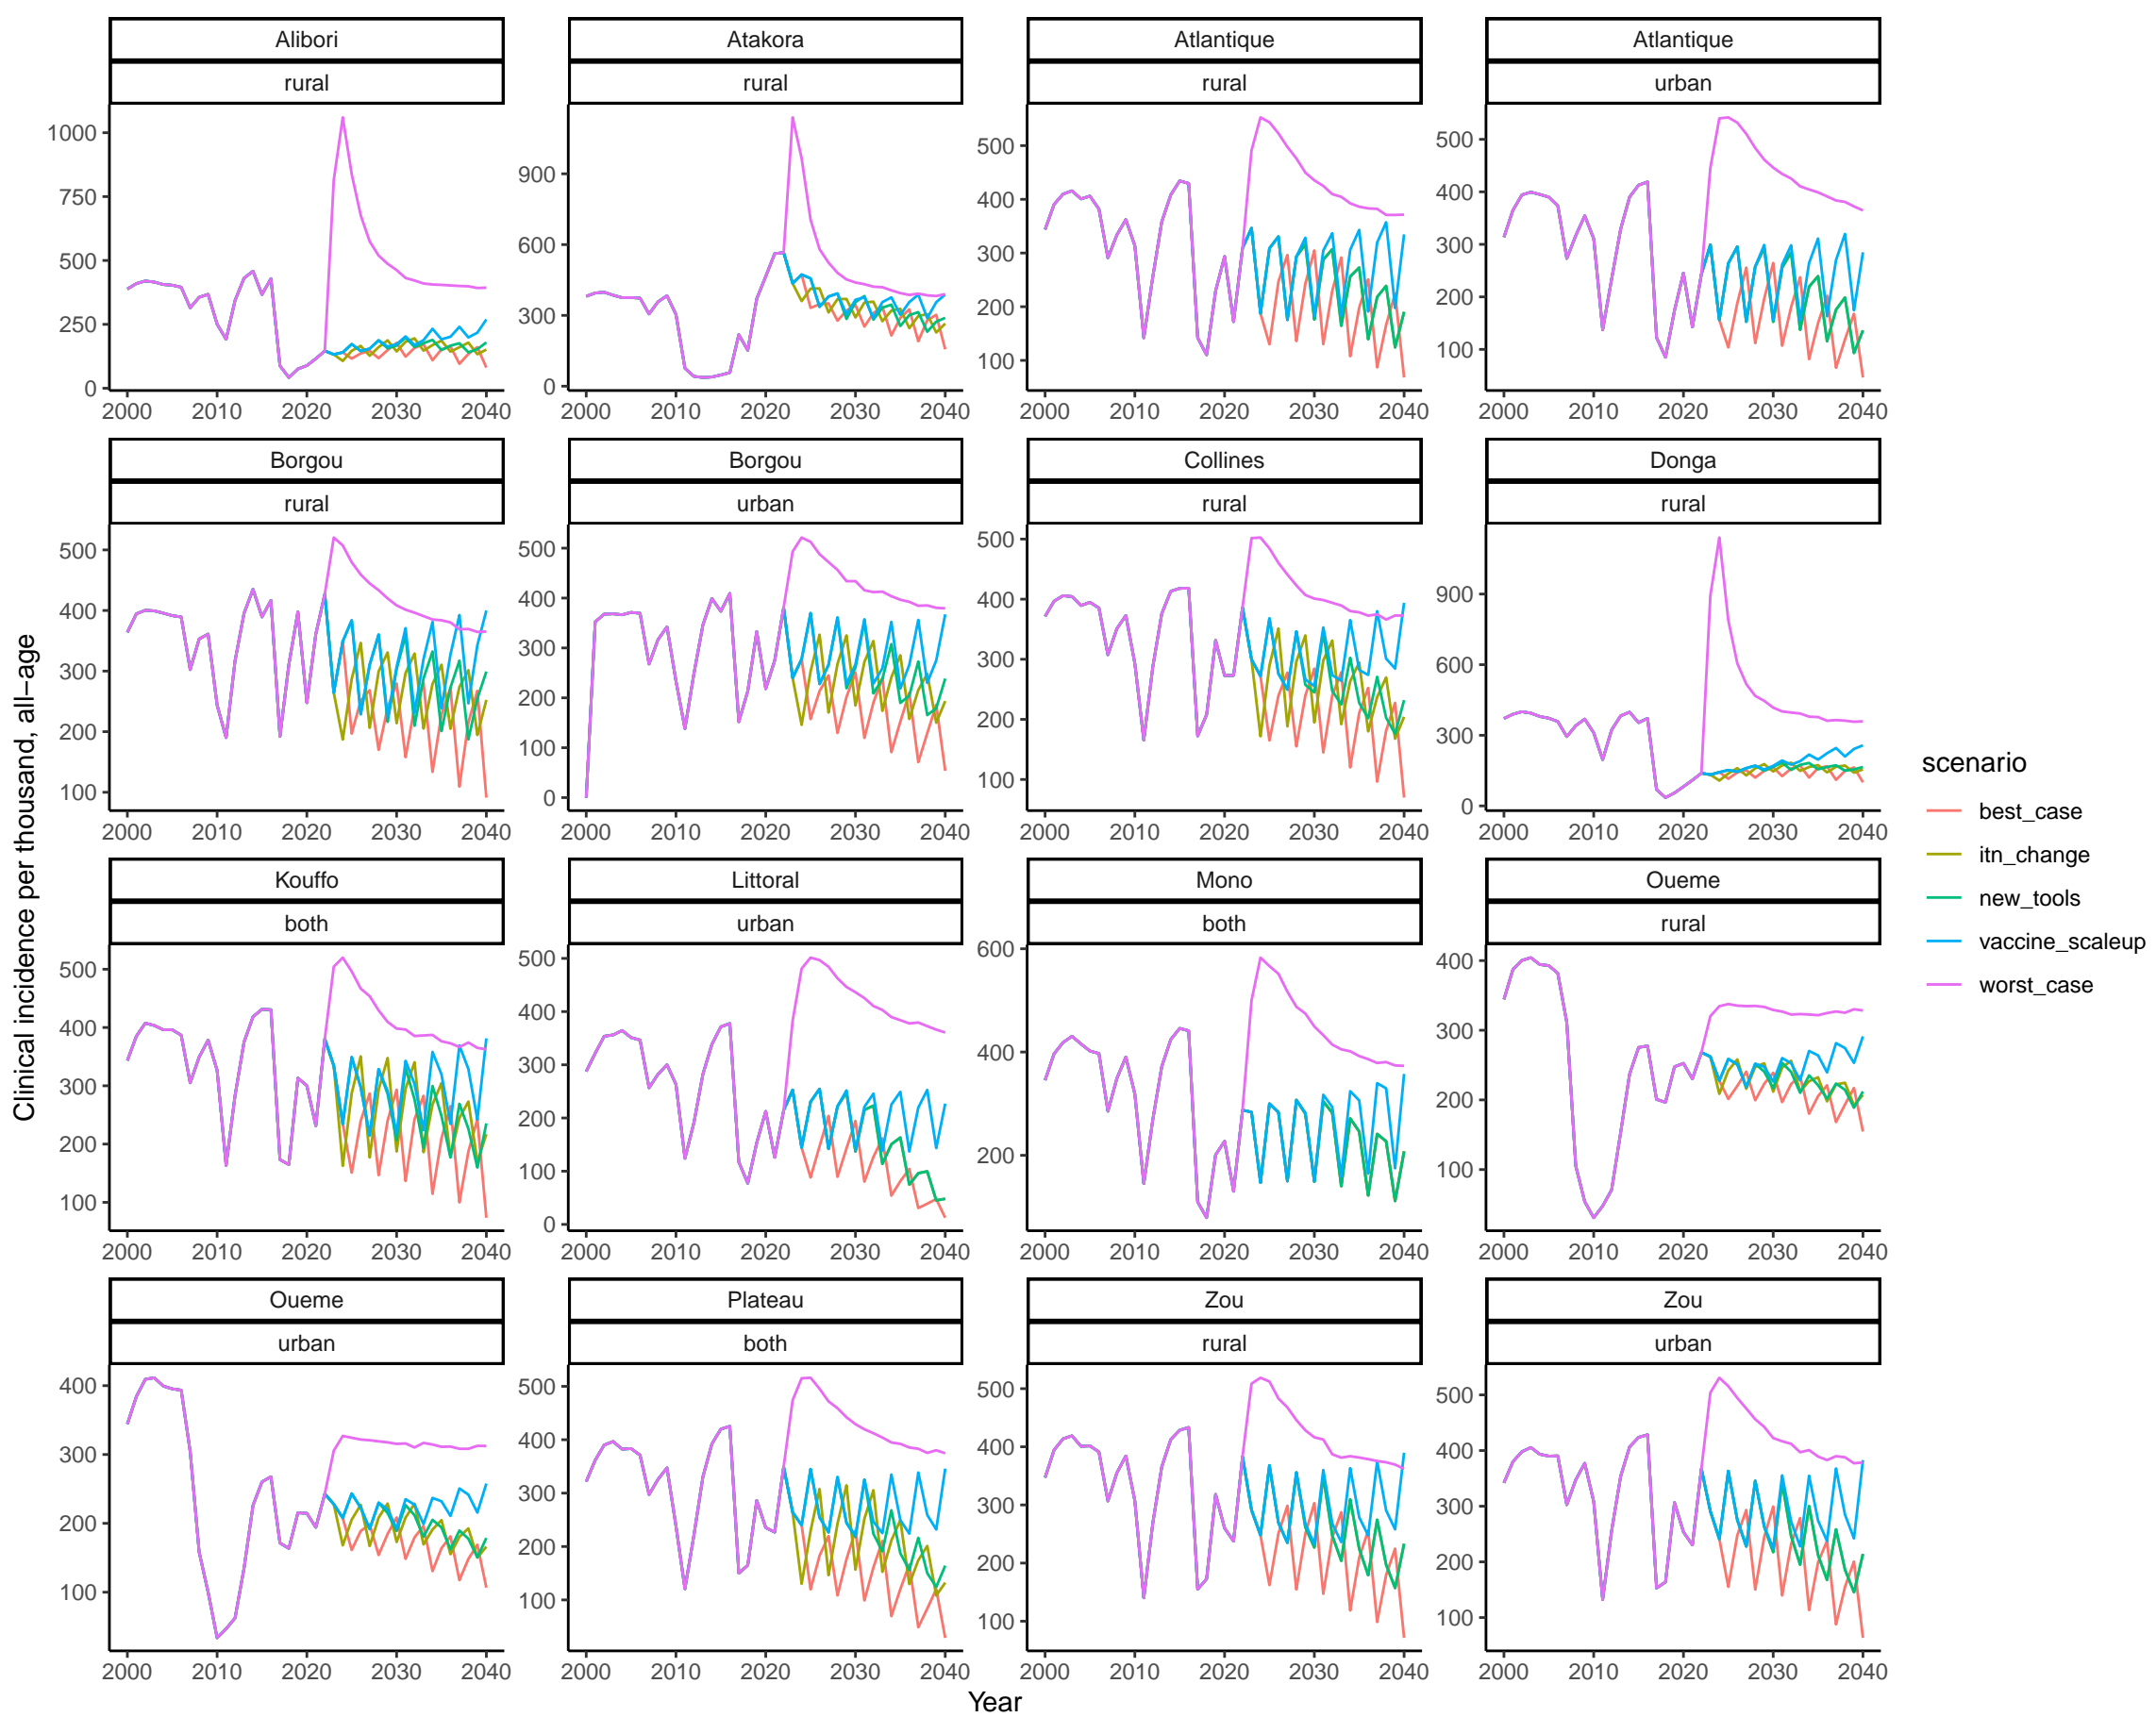 Alibori
Atakora
Atlantique
Atlantique
rural
rural
rural
urban
1000
750
500
250
0
900
600
300
0
500
400
300
200
100
500
400
300
200
100
2000 2010 2020 2030 2040
2000 2010 2020 2030 2040
2000 2010 2020 2030 2040
2000 2010 2020 2030 2040
Borgou
Borgou
Collines
Donga
rural
urban
rural
rural
500
400
300
200
100
500
400
300
200
100
0
500
400
300
200
100
900
600
300
0
2000 2010 2020 2030 2040
2000 2010 2020 2030 2040
2000 2010 2020 2030 2040
2000 2010 2020 2030 2040
Kouffo
Littoral
Mono
Oueme
both
urban
both
rural
500
400
300
200
100
500
400
300
200
100
0
600
400
200
400
300
200
100
2000 2010 2020 2030 2040
2000 2010 2020 2030 2040
2000 2010 2020 2030 2040
2000 2010 2020 2030 2040
Oueme
Plateau
Zou
Zou
urban
both
rural
urban
400
300
200
100
500
400
300
200
100
500
400
300
200
100
500
400
300
200
100
2000 2010 2020 2030 2040
2000 2010 2020 2030 2040
2000 2010 2020 2030 2040
2000 2010 2020 2030 2040
Year
Clinical incidence per thousand, all−age
scenario
best_case
itn_change
new_tools
vaccine_scaleup
worst_case